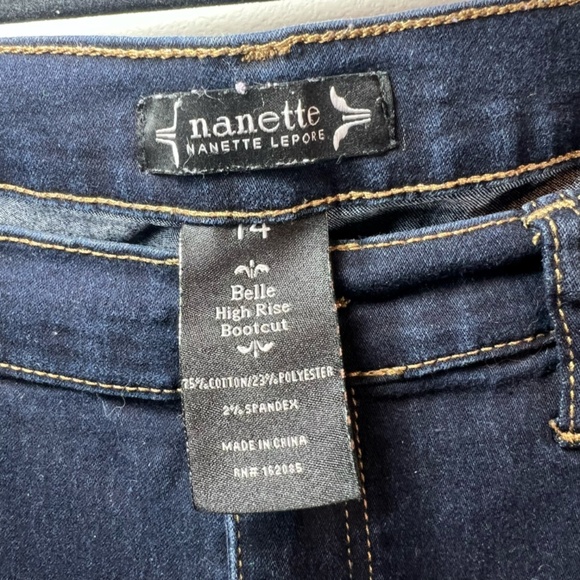 nanette
NANETTE LEPORE
14
Belle
High Rise
Bootcut
75%COTTON/23%POLYESTER
2%SPANDEX
MADE IN CHINA
RN# 162085